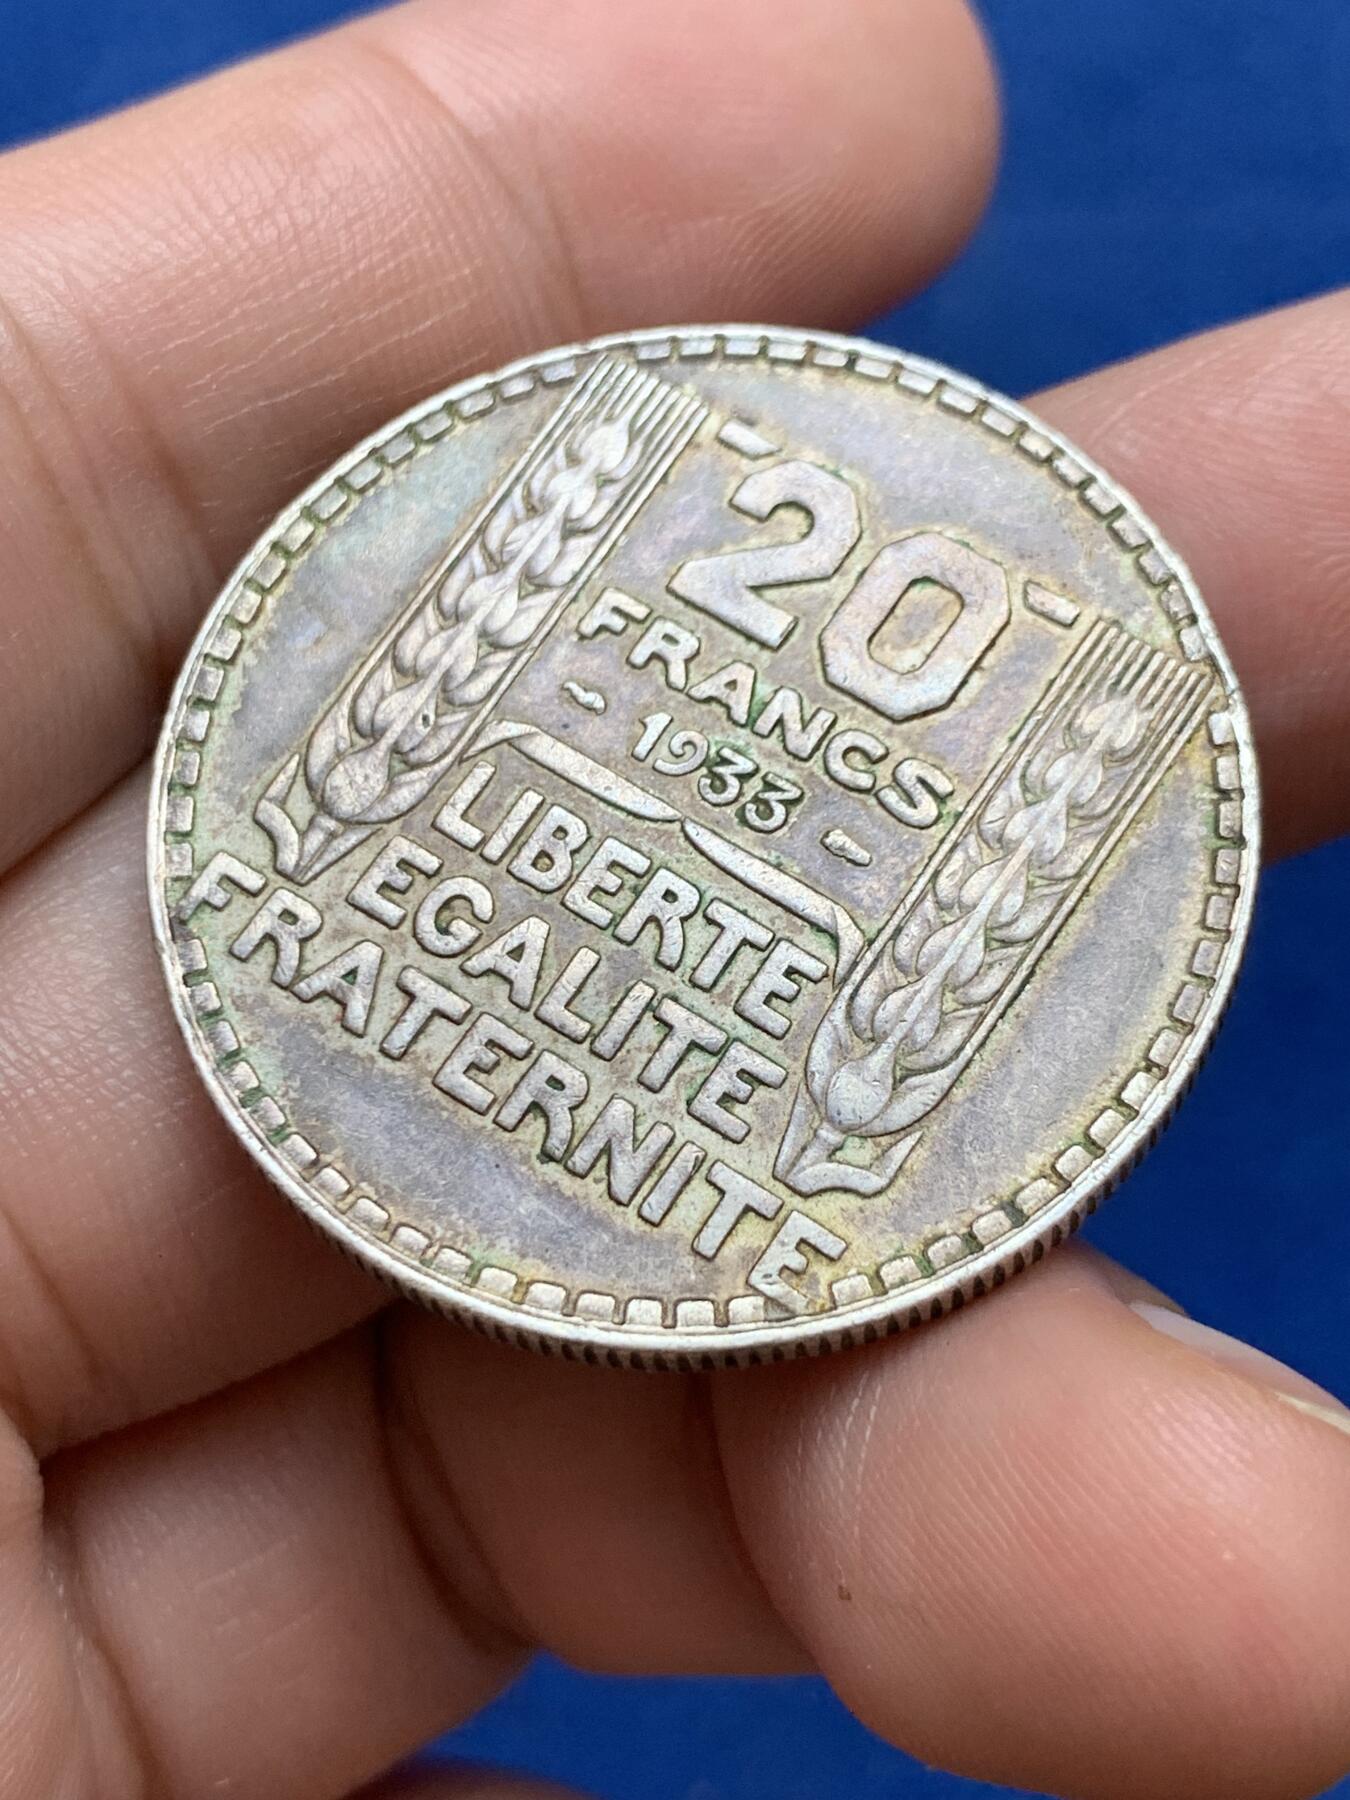 20
FRANCS
1933
LIBERTE
EGALITE
FRATERNITE